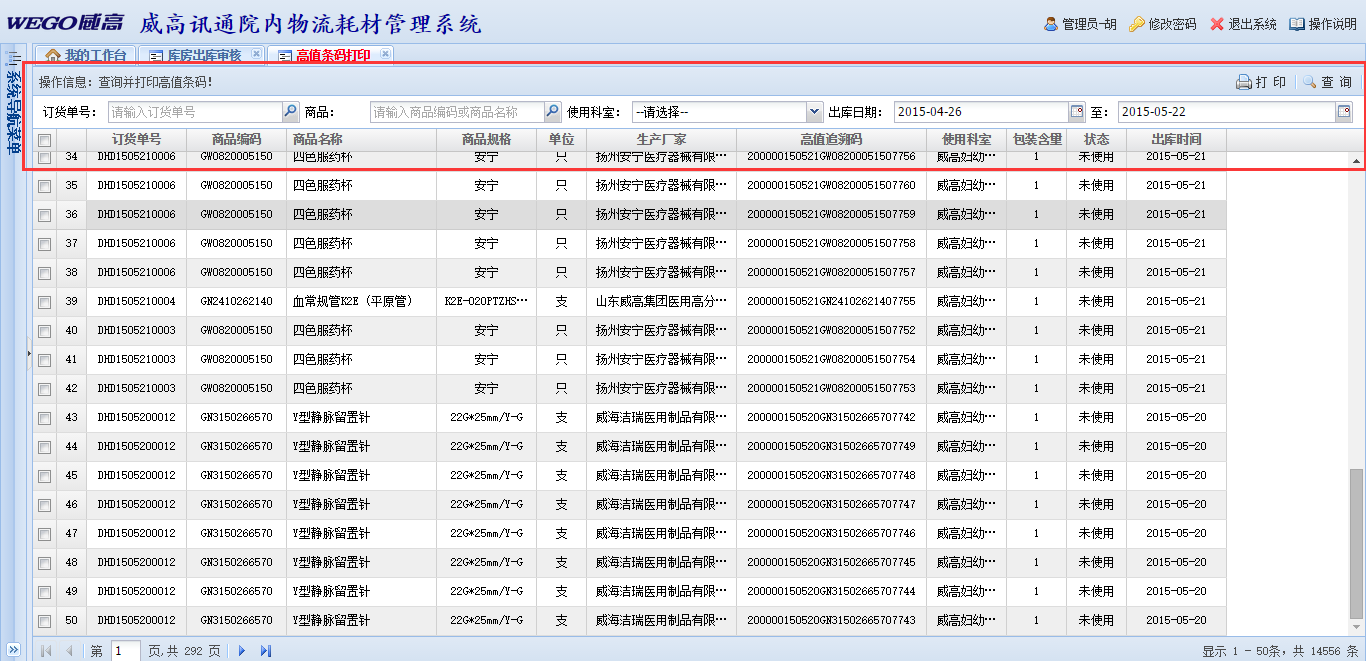 WEGO威高 威高讯通院内物流耗材管理系统 管理员-胡 修改密码 退出系统 操作说明
系统导航菜单
我的工作台 库房出库审核 高值条码打印
操作信息：查询并打印高值条码！ 打 印 查 询
订货单号： 请输入订货单号 商品： 请输入商品编码或商品名称 使用科室： --请选择-- 出库日期： 2015-04-26 至： 2015-05-22
订货单号 商品编码 商品名称 商品规格 单位 生产厂家 高值追溯码 使用科室 包装含量 状态 出库时间
34 DHD1505210006 GW0820005150 四色服药杯 安宁 只 扬州安宁医疗器械有限··· 200000150521GW08200051507756 威高妇幼··· 1 未使用 2015-05-21
35 DHD1505210006 GW0820005150 四色服药杯 安宁 只 扬州安宁医疗器械有限··· 200000150521GW08200051507760 威高妇幼··· 1 未使用 2015-05-21
36 DHD1505210006 GW0820005150 四色服药杯 安宁 只 扬州安宁医疗器械有限··· 200000150521GW08200051507759 威高妇幼··· 1 未使用 2015-05-21
37 DHD1505210006 GW0820005150 四色服药杯 安宁 只 扬州安宁医疗器械有限··· 200000150521GW08200051507758 威高妇幼··· 1 未使用 2015-05-21
38 DHD1505210006 GW0820005150 四色服药杯 安宁 只 扬州安宁医疗器械有限··· 200000150521GW08200051507757 威高妇幼··· 1 未使用 2015-05-21
39 DHD1505210004 GN2410262140 血常规管K2E（平原管） K2E-020PTZHS··· 支 山东威高集团医用高分··· 200000150521GN24102621407755 威高妇幼··· 1 未使用 2015-05-21
40 DHD1505210003 GW0820005150 四色服药杯 安宁 只 扬州安宁医疗器械有限··· 200000150521GW08200051507752 威高妇幼··· 1 未使用 2015-05-21
41 DHD1505210003 GW0820005150 四色服药杯 安宁 只 扬州安宁医疗器械有限··· 200000150521GW08200051507754 威高妇幼··· 1 未使用 2015-05-21
42 DHD1505210003 GW0820005150 四色服药杯 安宁 只 扬州安宁医疗器械有限··· 200000150521GW08200051507753 威高妇幼··· 1 未使用 2015-05-21
43 DHD1505200012 GN3150266570 Y型静脉留置针 22G*25mm/Y-G 支 威海洁瑞医用制品有限··· 200000150520GN31502665707742 威高妇幼··· 1 未使用 2015-05-20
44 DHD1505200012 GN3150266570 Y型静脉留置针 22G*25mm/Y-G 支 威海洁瑞医用制品有限··· 200000150520GN31502665707749 威高妇幼··· 1 未使用 2015-05-20
45 DHD1505200012 GN3150266570 Y型静脉留置针 22G*25mm/Y-G 支 威海洁瑞医用制品有限··· 200000150520GN31502665707748 威高妇幼··· 1 未使用 2015-05-20
46 DHD1505200012 GN3150266570 Y型静脉留置针 22G*25mm/Y-G 支 威海洁瑞医用制品有限··· 200000150520GN31502665707747 威高妇幼··· 1 未使用 2015-05-20
47 DHD1505200012 GN3150266570 Y型静脉留置针 22G*25mm/Y-G 支 威海洁瑞医用制品有限··· 200000150520GN31502665707746 威高妇幼··· 1 未使用 2015-05-20
48 DHD1505200012 GN3150266570 Y型静脉留置针 22G*25mm/Y-G 支 威海洁瑞医用制品有限··· 200000150520GN31502665707745 威高妇幼··· 1 未使用 2015-05-20
49 DHD1505200012 GN3150266570 Y型静脉留置针 22G*25mm/Y-G 支 威海洁瑞医用制品有限··· 200000150520GN31502665707744 威高妇幼··· 1 未使用 2015-05-20
50 DHD1505200012 GN3150266570 Y型静脉留置针 22G*25mm/Y-G 支 威海洁瑞医用制品有限··· 200000150520GN31502665707743 威高妇幼··· 1 未使用 2015-05-20
第 1 页,共 292 页 显示 1 - 50条，共 14556 条